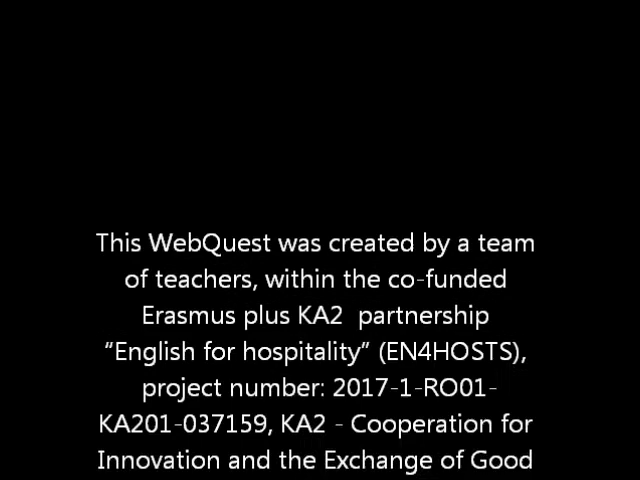 This WebQuest was created by a team
of teachers, within the co-funded
Erasmus plus KA2  partnership
“English for hospitality” (EN4HOSTS),
project number: 2017-1-RO01-
KA201-037159, KA2 - Cooperation for
Innovation and the Exchange of Good